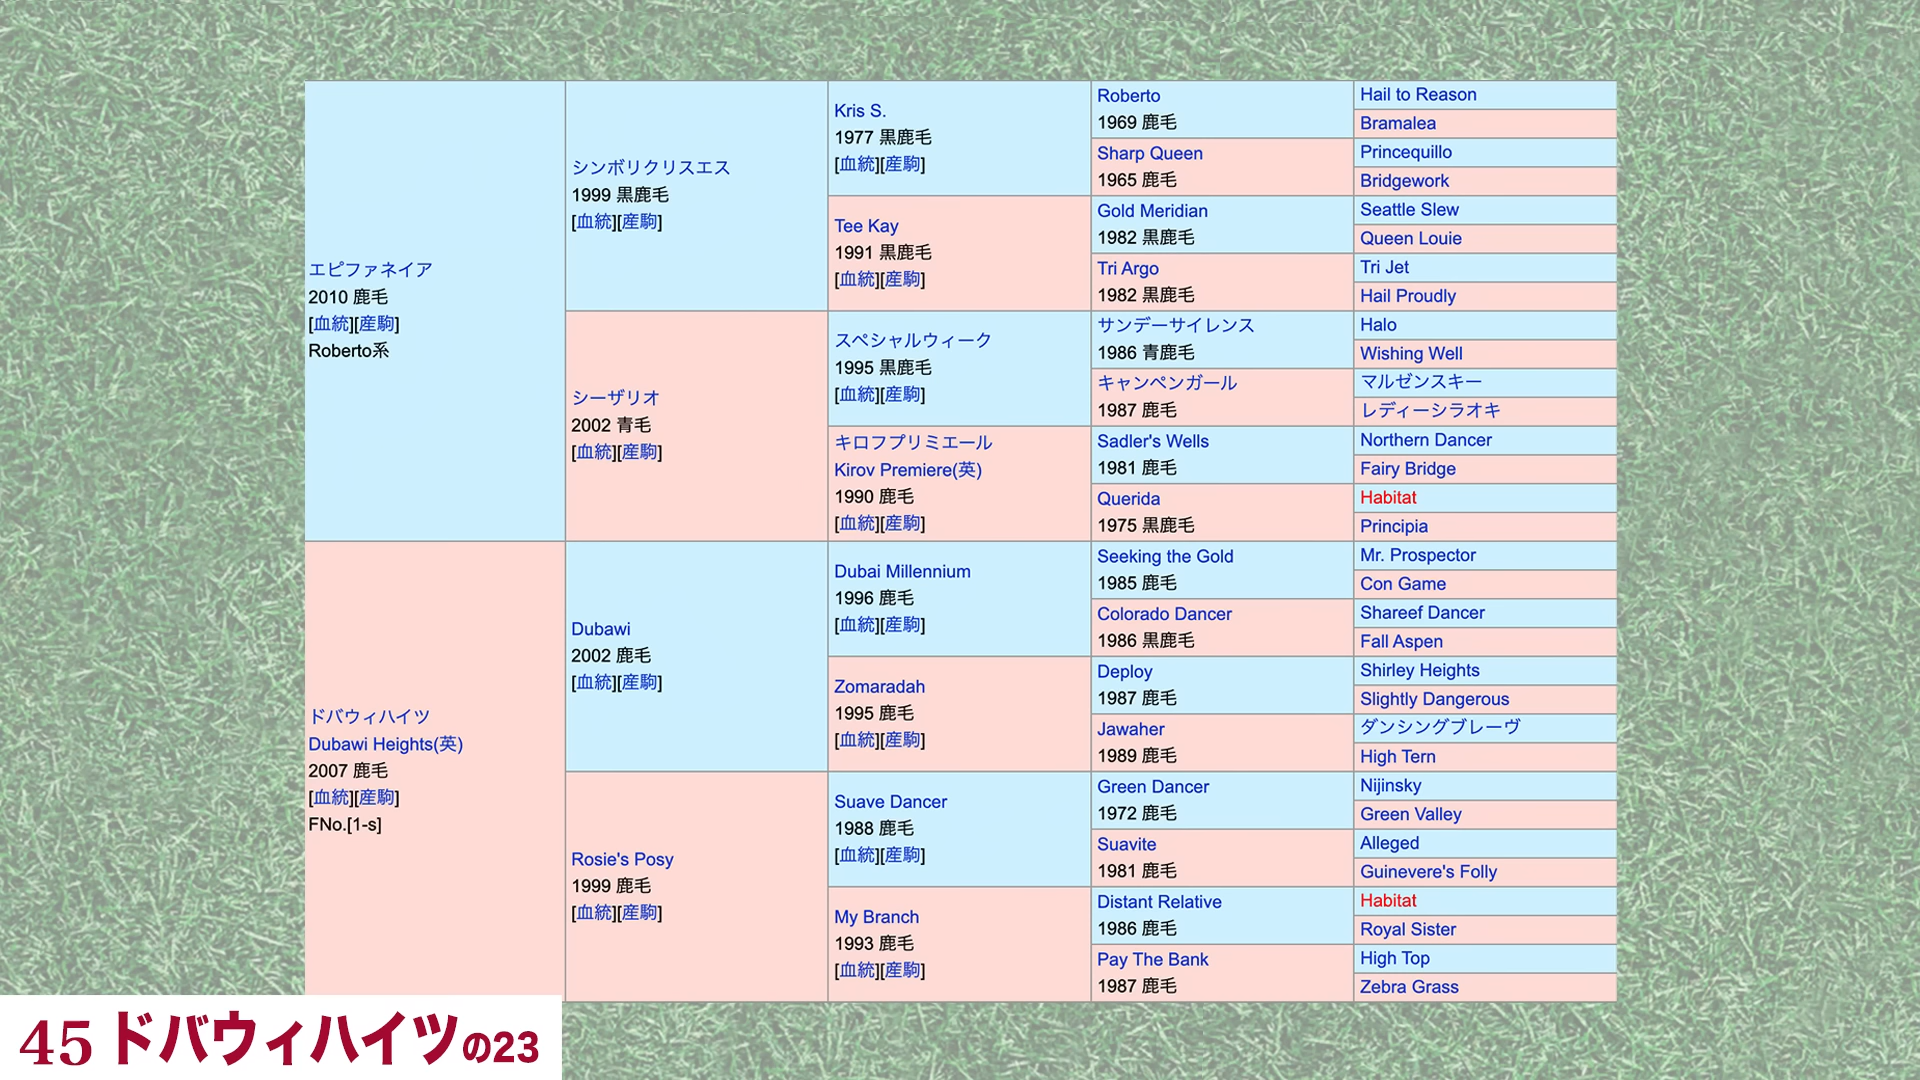 エピファネイア
2010 鹿毛
[血統][産駒]
Roberto系
シンボリクリスエス
1999 黒鹿毛
[血統][産駒]
Kris S.
1977 黒鹿毛
[血統][産駒]
Roberto
1969 鹿毛
Hail to Reason
Bramalea
Sharp Queen
1965 鹿毛
Princequillo
Bridgework
Tee Kay
1991 黒鹿毛
[血統][産駒]
Gold Meridian
1982 黒鹿毛
Seattle Slew
Queen Louie
Tri Argo
1982 黒鹿毛
Tri Jet
Hail Proudly
シーザリオ
2002 青毛
[血統][産駒]
スペシャルウィーク
1995 黒鹿毛
[血統][産駒]
サンデーサイレンス
1986 青鹿毛
Halo
Wishing Well
キャンペンガール
1987 鹿毛
マルゼンスキー
レディーシラオキ
キロフプリミエール
Kirov Premiere(英)
1990 鹿毛
[血統][産駒]
Sadler's Wells
1981 鹿毛
Northern Dancer
Fairy Bridge
Querida
1975 黒鹿毛
Habitat
Principia
ドバウィハイツ
Dubawi Heights(英)
2007 鹿毛
[血統][産駒]
FNo.[1-s]
Dubawi
2002 鹿毛
[血統][産駒]
Dubai Millennium
1996 鹿毛
[血統][産駒]
Seeking the Gold
1985 鹿毛
Mr. Prospector
Con Game
Colorado Dancer
1986 黒鹿毛
Shareef Dancer
Fall Aspen
Zomaradah
1995 鹿毛
[血統][産駒]
Deploy
1987 鹿毛
Shirley Heights
Slightly Dangerous
Jawaher
1989 鹿毛
ダンシングブレーヴ
High Tern
Rosie's Posy
1999 鹿毛
[血統][産駒]
Suave Dancer
1988 鹿毛
[血統][産駒]
Green Dancer
1972 鹿毛
Nijinsky
Green Valley
Suavite
1981 鹿毛
Alleged
Guinevere's Folly
My Branch
1993 鹿毛
[血統][産駒]
Distant Relative
1986 鹿毛
Habitat
Royal Sister
Pay The Bank
1987 鹿毛
High Top
Zebra Grass
45 ドバウィハイツの23